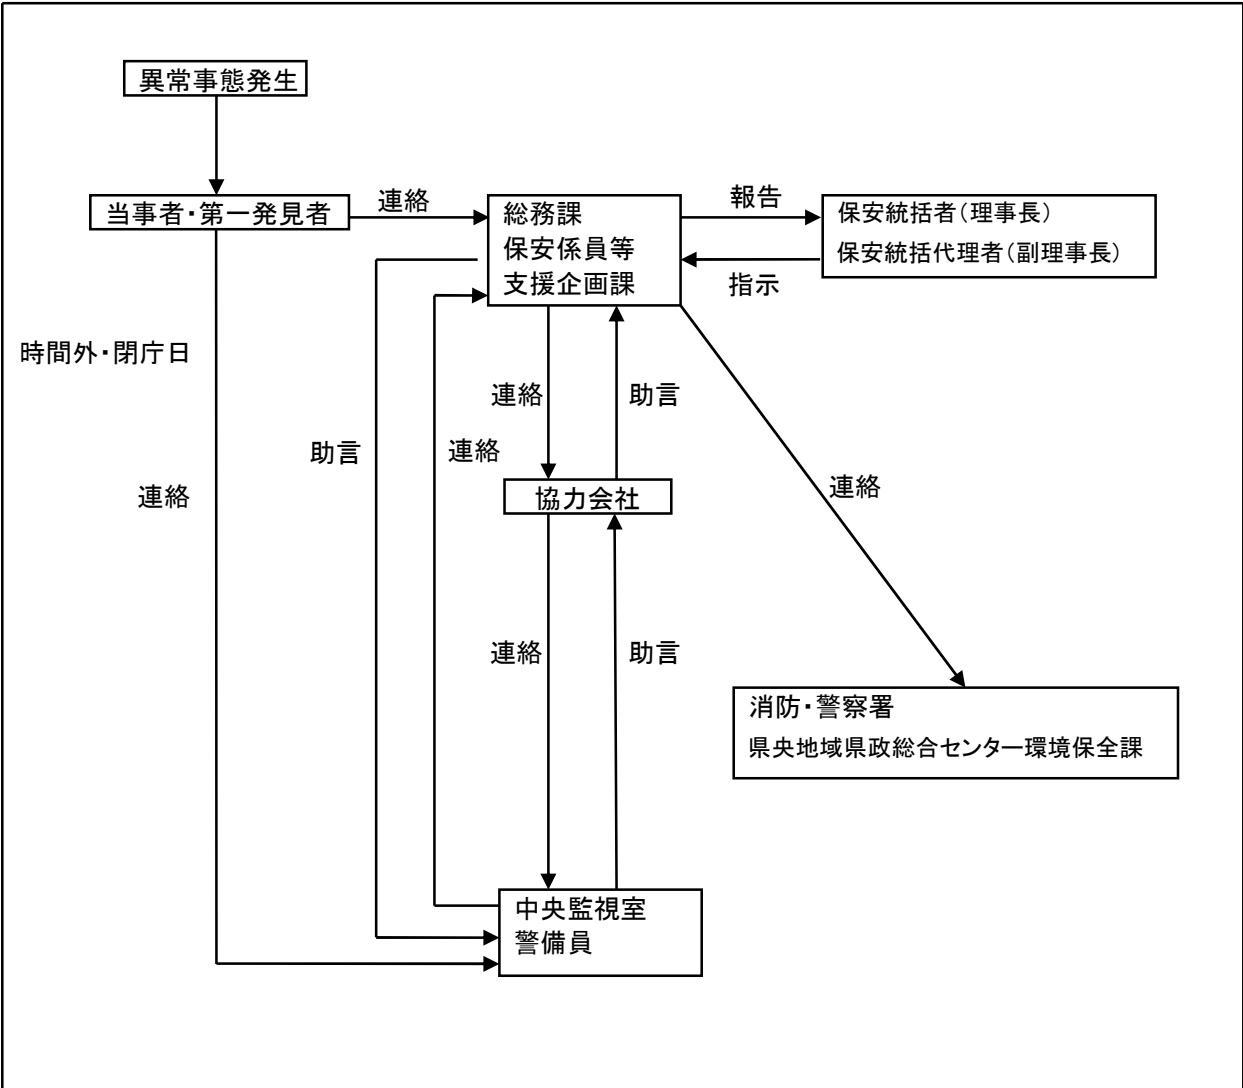 異常事態発生
当事者・第一発見者
連絡
総務課
保安係員等
支援企画課
報告
指示
保安統括者(理事長)
保安統括代理者(副理事長)
時間外・閉庁日
連絡
助言
連絡
連絡
助言
協力会社
連絡
連絡
助言
消防・警察署
県央地域県政総合センター環境保全課
中央監視室
警備員